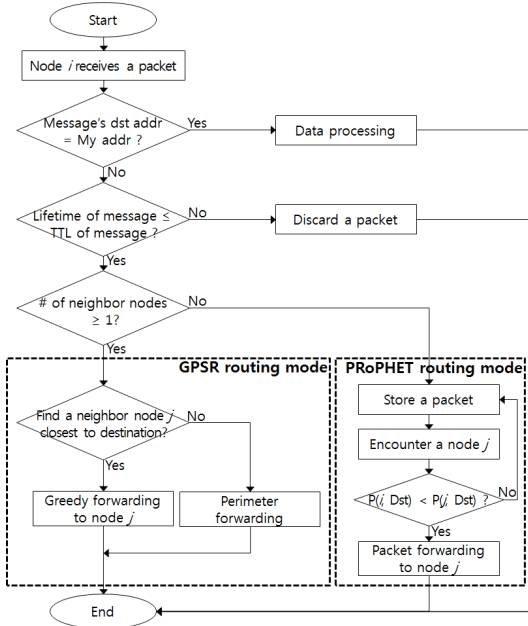 Start
Node i receives a packet
Message's dst addr
= My addr ?
Yes
Data processing
No
Lifetime of message ≤
TTL of message ?
No
Discard a packet
Yes
# of neighbor nodes
≥ 1?
No
Yes
GPSR routing mode
PRoPHET routing mode
Find a neighbor node j
closest to destination?
No
Yes
Greedy forwarding
to node j
Perimeter
forwarding
Store a packet
Encounter a node j
P(i, Dst) < P(j, Dst) ?
No
Yes
Packet forwarding
to node j
End